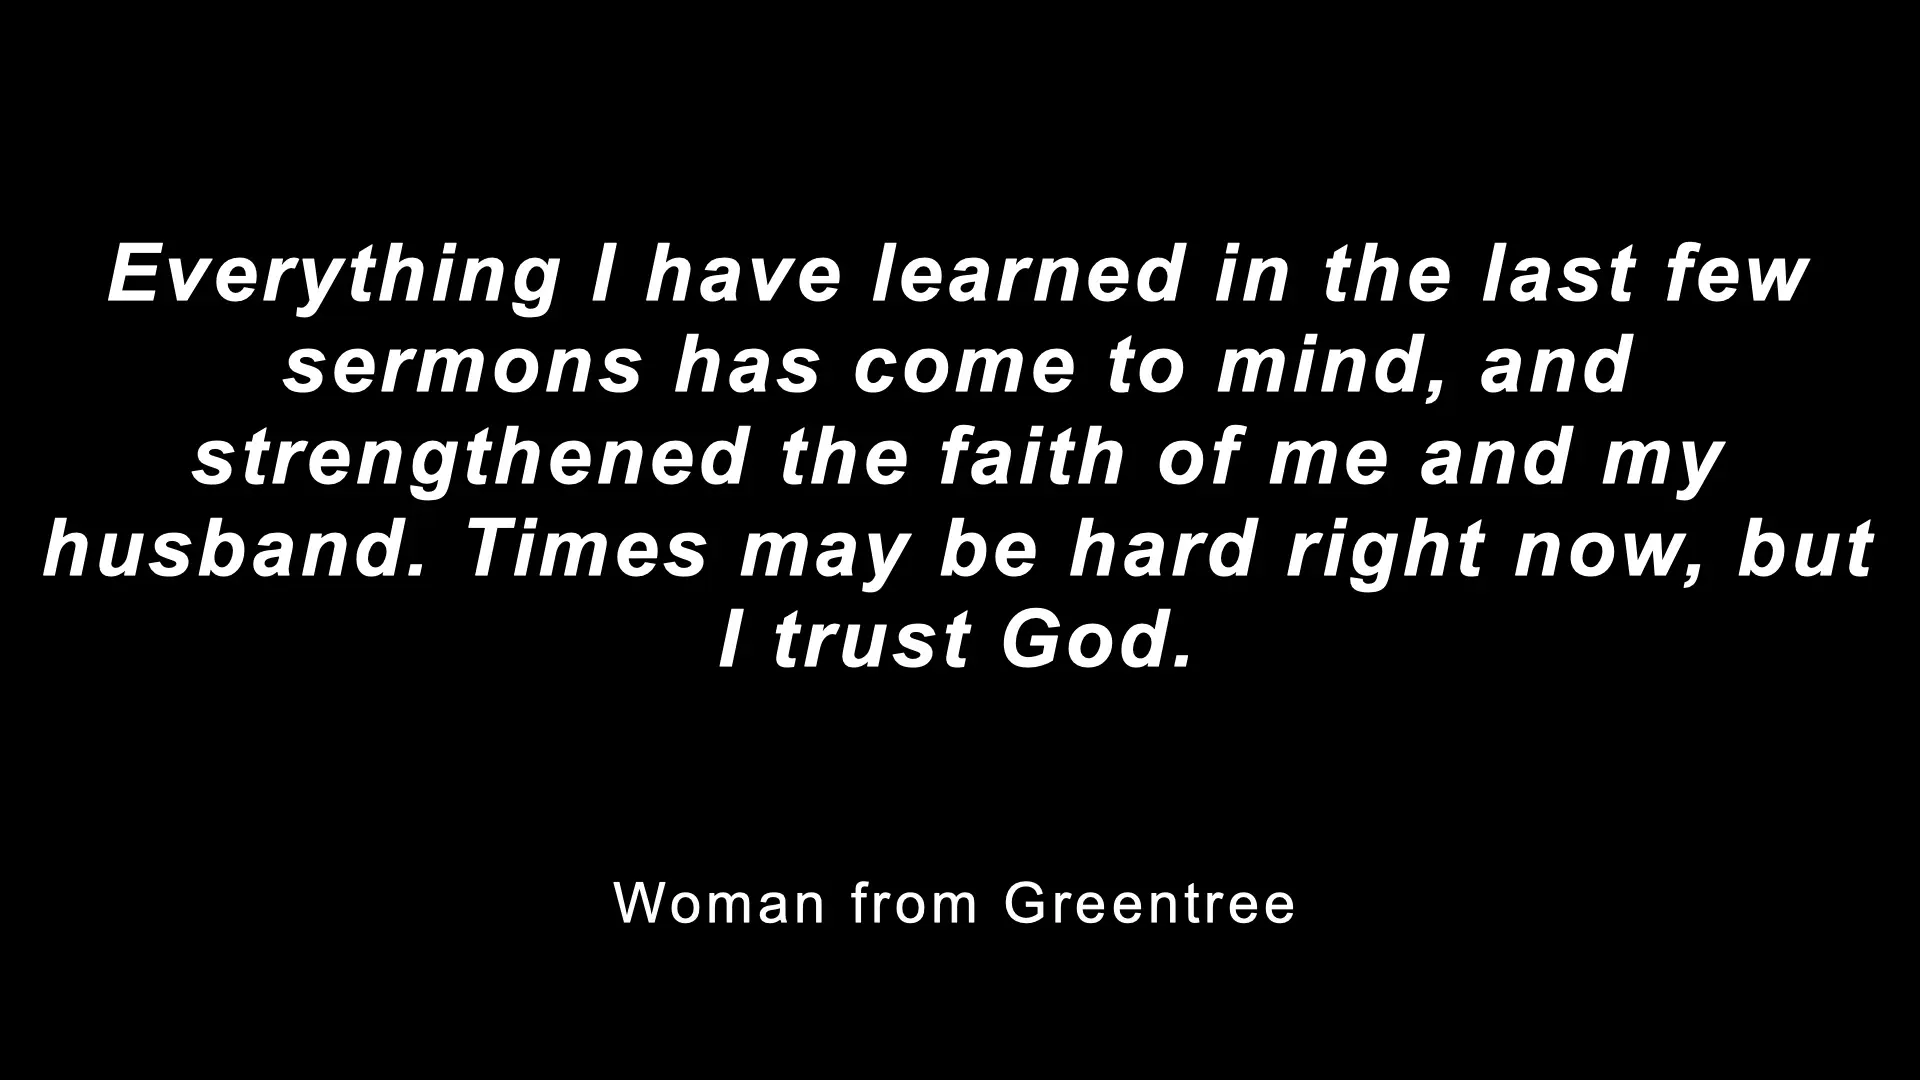 Everything I have learned in the last few
sermons has come to mind, and
strengthened the faith of me and my
husband. Times may be hard right now, but
I trust God.
Woman from Greentree